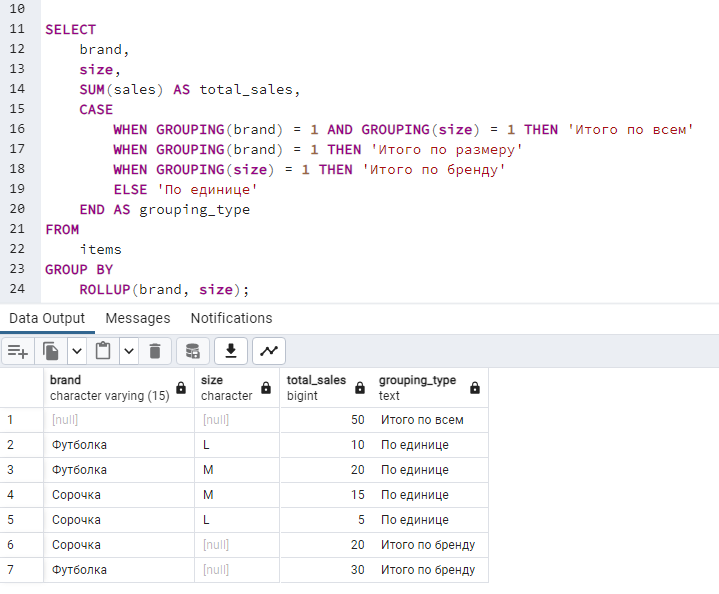 10
11 SELECT
12 brand,
13 size,
14 SUM(sales) AS total_sales,
15 CASE
16 WHEN GROUPING(brand) = 1 AND GROUPING(size) = 1 THEN 'Итого по всем'
17 WHEN GROUPING(brand) = 1 THEN 'Итого по размеру'
18 WHEN GROUPING(size) = 1 THEN 'Итого по бренду'
19 ELSE 'По единице'
20 END AS grouping_type
21 FROM
22 items
23 GROUP BY
24 ROLLUP(brand, size);
Data Output Messages Notifications
brand size total_sales grouping_type
character varying (15) character bigint text
1 [null] [null] 50 Итого по всем
2 Футболка L 10 По единице
3 Футболка M 20 По единице
4 Сорочка M 15 По единице
5 Сорочка L 5 По единице
6 Сорочка [null] 20 Итого по бренду
7 Футболка [null] 30 Итого по бренду